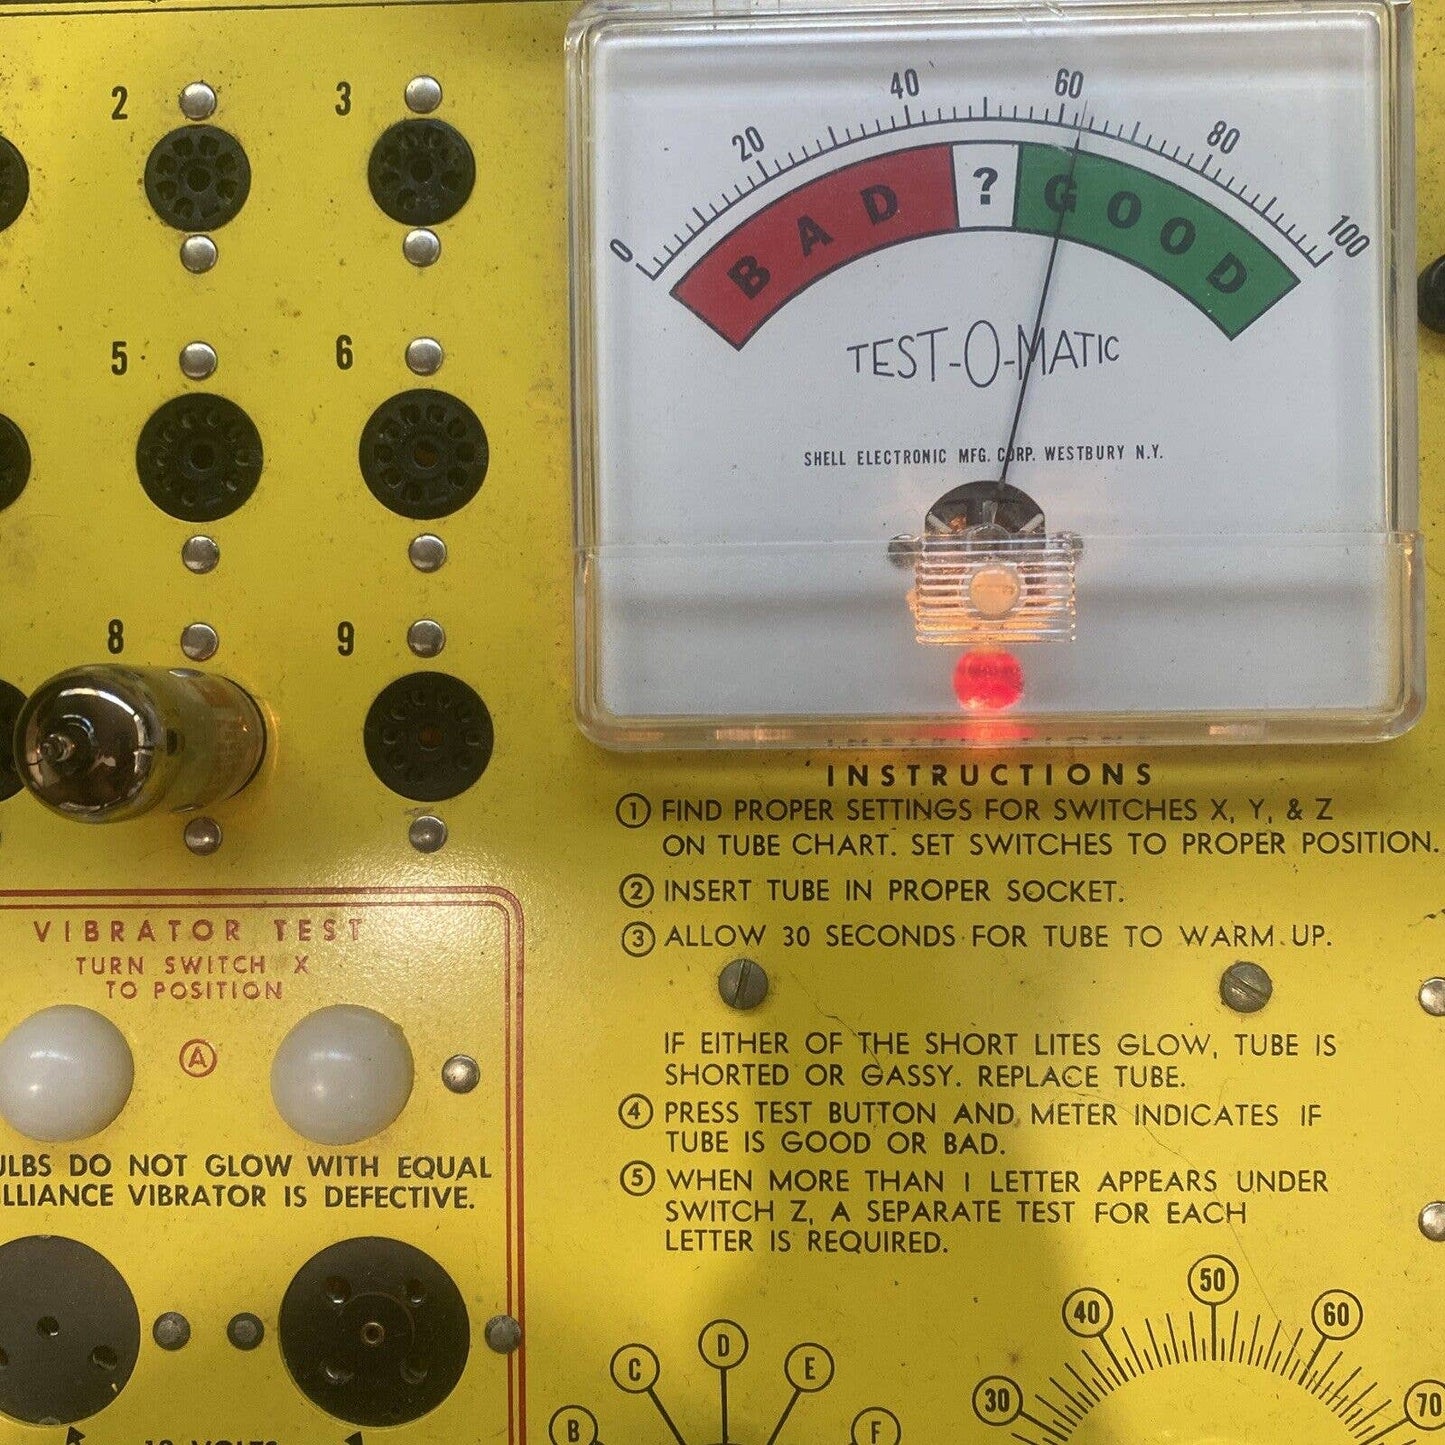 2 3
5 6
8 9
0 20 40 60 80 100
BAD ? GOOD
TEST-O-MATIC
SHELL ELECTRONIC MFG. CORP. WESTBURY N.Y.
INSTRUCTIONS
1 FIND PROPER SETTINGS FOR SWITCHES X, Y, & Z
ON TUBE CHART. SET SWITCHES TO PROPER POSITION.
2 INSERT TUBE IN PROPER SOCKET.
3 ALLOW 30 SECONDS FOR TUBE TO WARM UP.
IF EITHER OF THE SHORT LITES GLOW, TUBE IS
SHORTED OR GASSY. REPLACE TUBE.
4 PRESS TEST BUTTON AND METER INDICATES IF
TUBE IS GOOD OR BAD.
5 WHEN MORE THAN 1 LETTER APPEARS UNDER
SWITCH Z, A SEPARATE TEST FOR EACH
LETTER IS REQUIRED.
VIBRATOR TEST
TURN SWITCH X
TO POSITION
A
ULBS DO NOT GLOW WITH EQUAL
LLIANCE VIBRATOR IS DEFECTIVE.
12 VOLTS
B C D E F
30 40 50 60 70